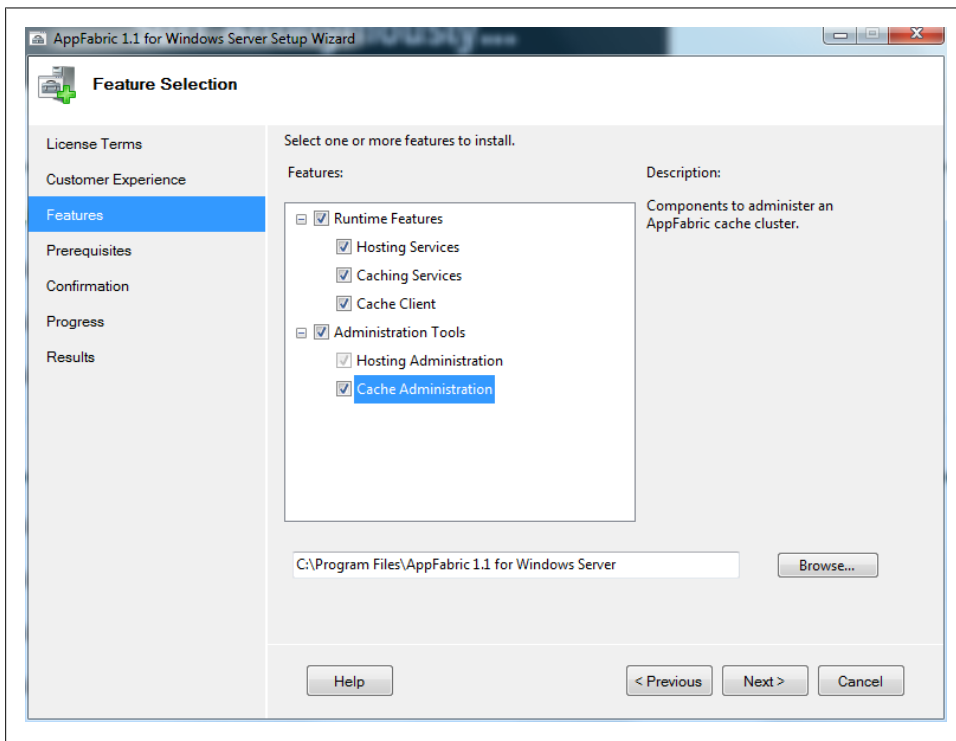 AppFabric 1.1 for Windows Server Setup Wizard
Feature Selection
License Terms
Customer Experience
Features
Prerequisites
Confirmation
Progress
Results
Select one or more features to install.
Features:
Runtime Features
Hosting Services
Caching Services
Cache Client
Administration Tools
Hosting Administration
Cache Administration
Description:
Components to administer an
AppFabric cache cluster.
C:\Program Files\AppFabric 1.1 for Windows Server
Browse...
Help
< Previous
Next >
Cancel